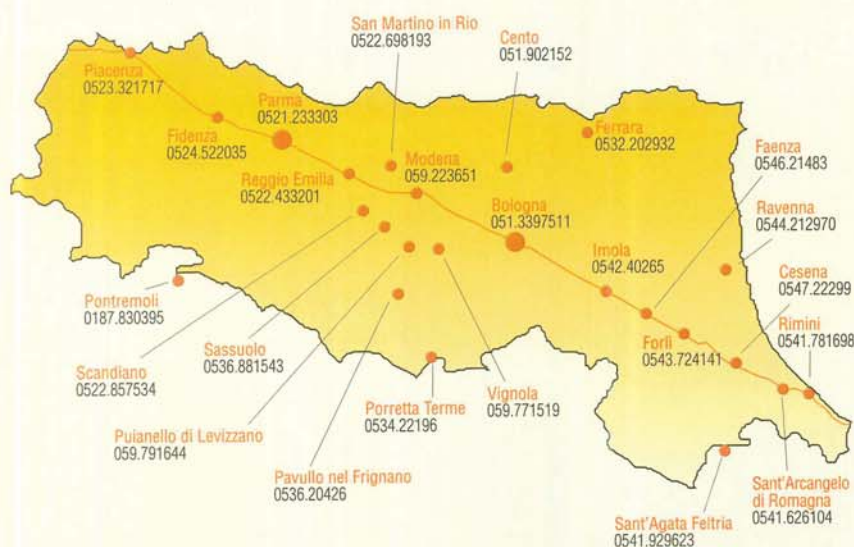 San Martino in Rio
0522.698193
Cento
051.902152
Piacenza
0523.321717
Parma
0521.233303
Fidenza
0524.522035
Ferrara
0532.202932
Faenza
0546.21483
Modena
059.223651
Reggio Emilia
0522.433201
Bologna
051.3397511
Ravenna
0544.212970
Imola
0542.40265
Cesena
0547.22299
Pontremoli
0187.830395
Rimini
0541.781698
Forlì
0543.724141
Sassuolo
0536.881543
Scandiano
0522.857534
Vignola
059.771519
Porretta Terme
0534.22196
Puianello di Levizzano
059.791644
Pavullo nel Frignano
0536.20426
Sant'Arcangelo
di Romagna
0541.626104
Sant'Agata Feltria
0541.929623